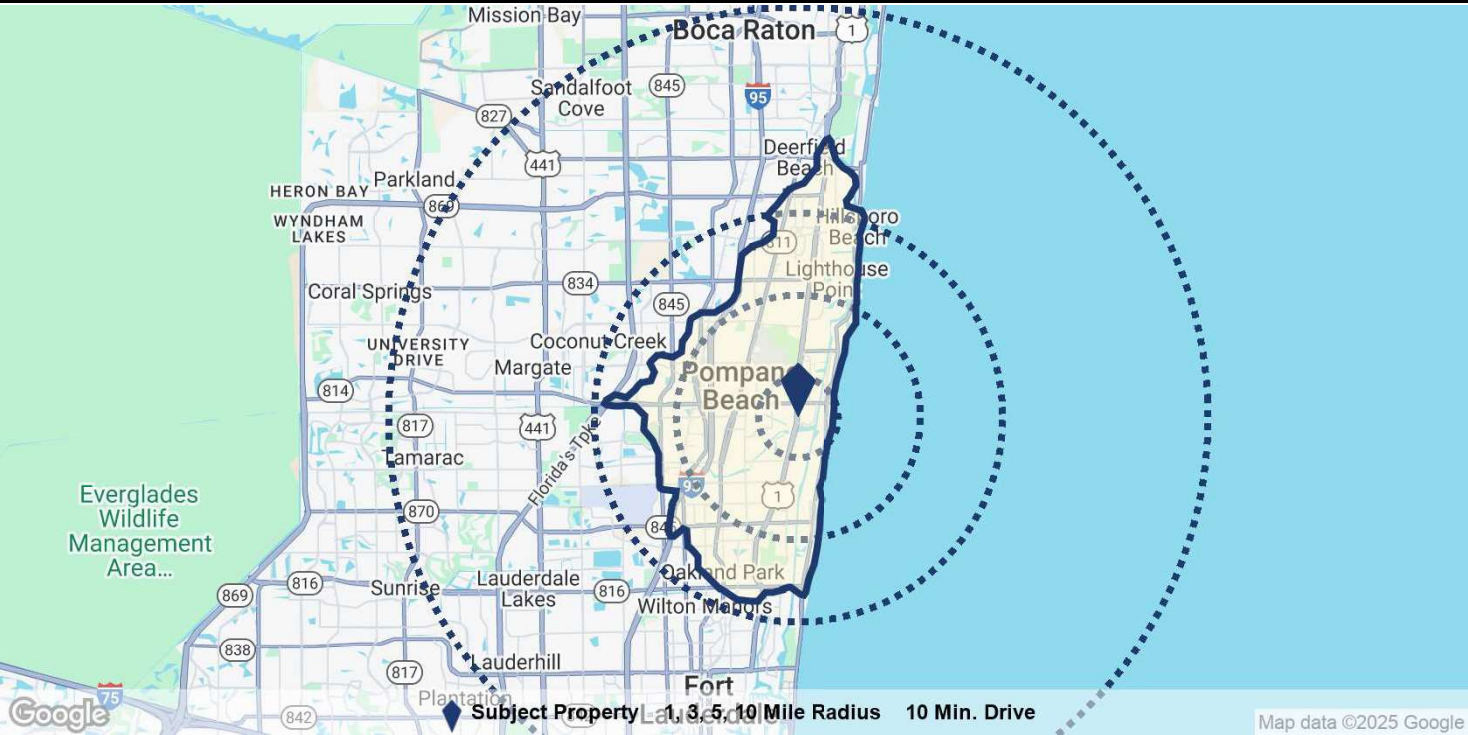 Mission Bay
Boca Raton
1
Sandalfoot
Cove
845
95
827
Deerfield
Beach
441
HERON BAY
Parkland
869
WYNDHAM
LAKES
Hillsboro
Beach
811
Lighthouse
Point
834
Coral Springs
845
UNIVERSITY
DRIVE
Coconut Creek
Margate
Pompano
Beach
814
817
441
Tamarac
Florida's Tpke
95
1
Everglades
Wildlife
Management
Area...
870
845
Oakland Park
869
816
Sunrise
Lauderdale
Lakes
816
Wilton Manors
838
817
Lauderhill
75
Plantation
Fort
Lauderdale
842
Google
Subject Property 1, 3, 5, 10 Mile Radius 10 Min. Drive
Map data ©2025 Google